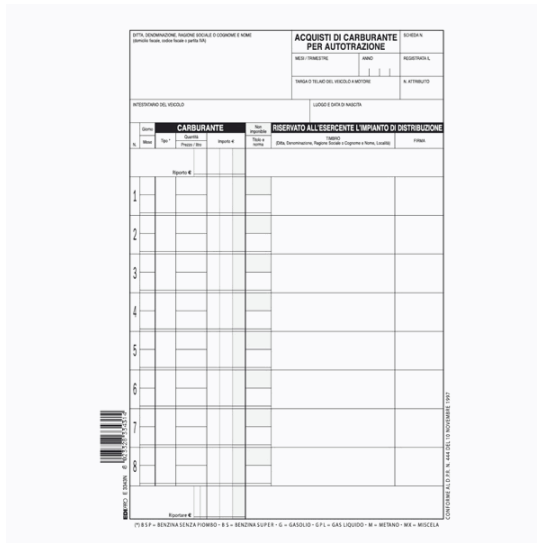 DITTA, DENOMINAZIONE, RAGIONE SOCIALE O COGNOME E NOME
(domicilio fiscale, codice fiscale o partita IVA)
ACQUISTI DI CARBURANTE
PER AUTOTRAZIONE
SCHEDA N.
MESE / TRIMESTRE
ANNO
REGISTRATA IL
TARGA O TELAIO DEL VEICOLO A MOTORE
N. ATTRIBUITO
INTESTATARIO DEL VEICOLO
LUOGO E DATA DI NASCITA
N.
Giorno
Mese
CARBURANTE
Tipo *
Quantità
Prezzo / litro
Importo €
Non imponibile
Titolo e norma
RISERVATO ALL'ESERCENTE L'IMPIANTO DI DISTRIBUZIONE
TIMBRO
(Ditta, Denominazione, Ragione Sociale o Cognome e Nome, Località)
FIRMA
Riporto €
1
2
3
4
5
6
7
8
Riportare €
CONFORME AL D.P.R. N. 444 DEL 10 NOVEMBRE 1997
(*) B S P = BENZINA SENZA PIOMBO - B S = BENZINA SUPER - G = GASOLIO - G P L = GAS LIQUIDO - M = METANO - MX = MISCELA